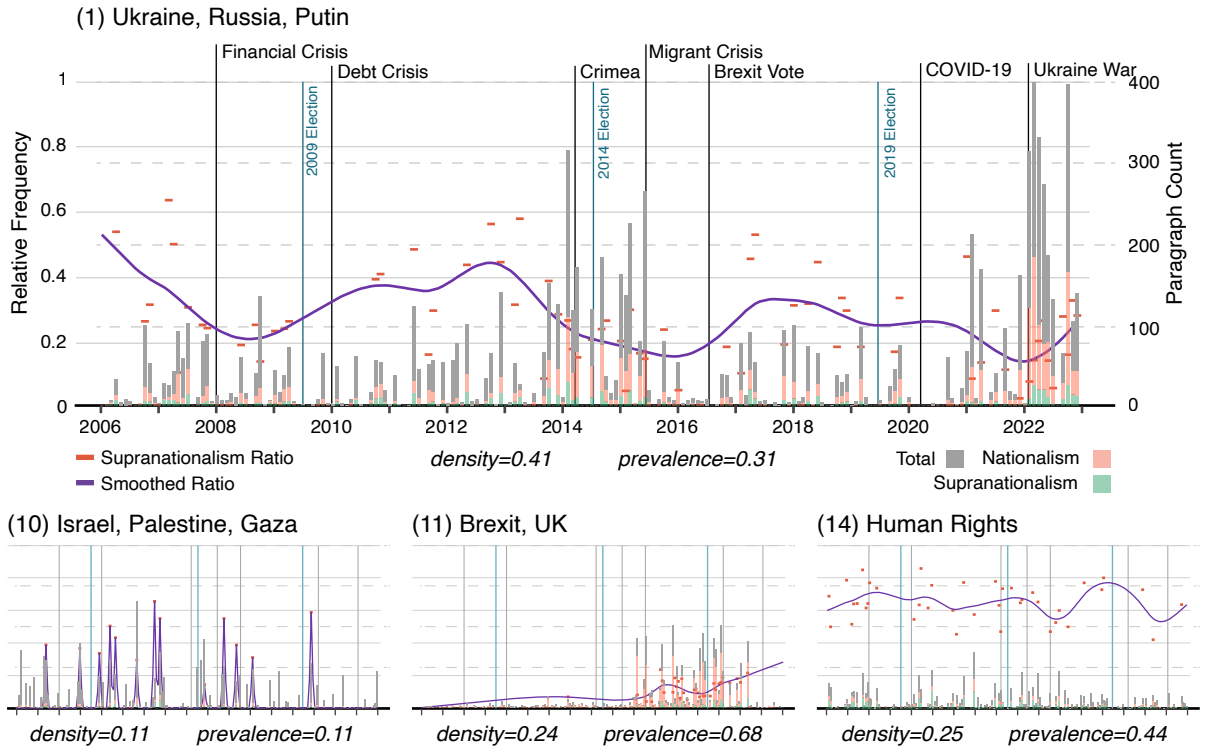 (1) Ukraine, Russia, Putin
Financial Crisis
Migrant Crisis
Debt Crisis
Crimea
Brexit Vote
COVID-19
Ukraine War
1
0.8
0.6
0.4
0.2
0
Relative Frequency
2009 Election
2014 Election
2019 Election
400
300
200
100
0
Paragraph Count
2006 2008 2010 2012 2014 2016 2018 2020 2022
Supranationalism Ratio
Smoothed Ratio
density=0.41 prevalence=0.31
Total Nationalism
Supranationalism
(10) Israel, Palestine, Gaza
density=0.11 prevalence=0.11
(11) Brexit, UK
density=0.24 prevalence=0.68
(14) Human Rights
density=0.25 prevalence=0.44